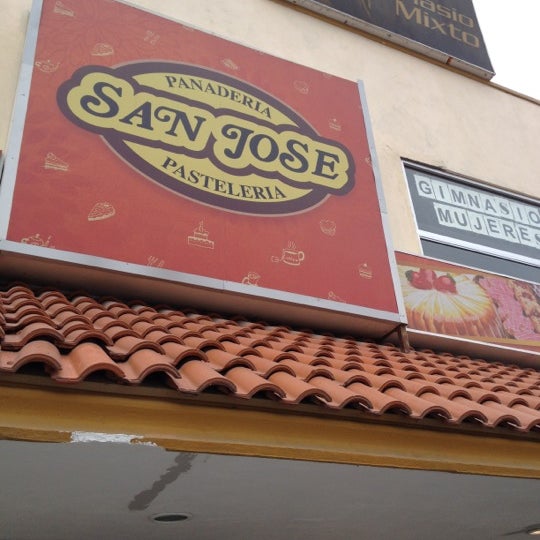 Mixto
PANADERIA
SAN JOSE
PASTELERIA
GIMNASIO
MUJERES